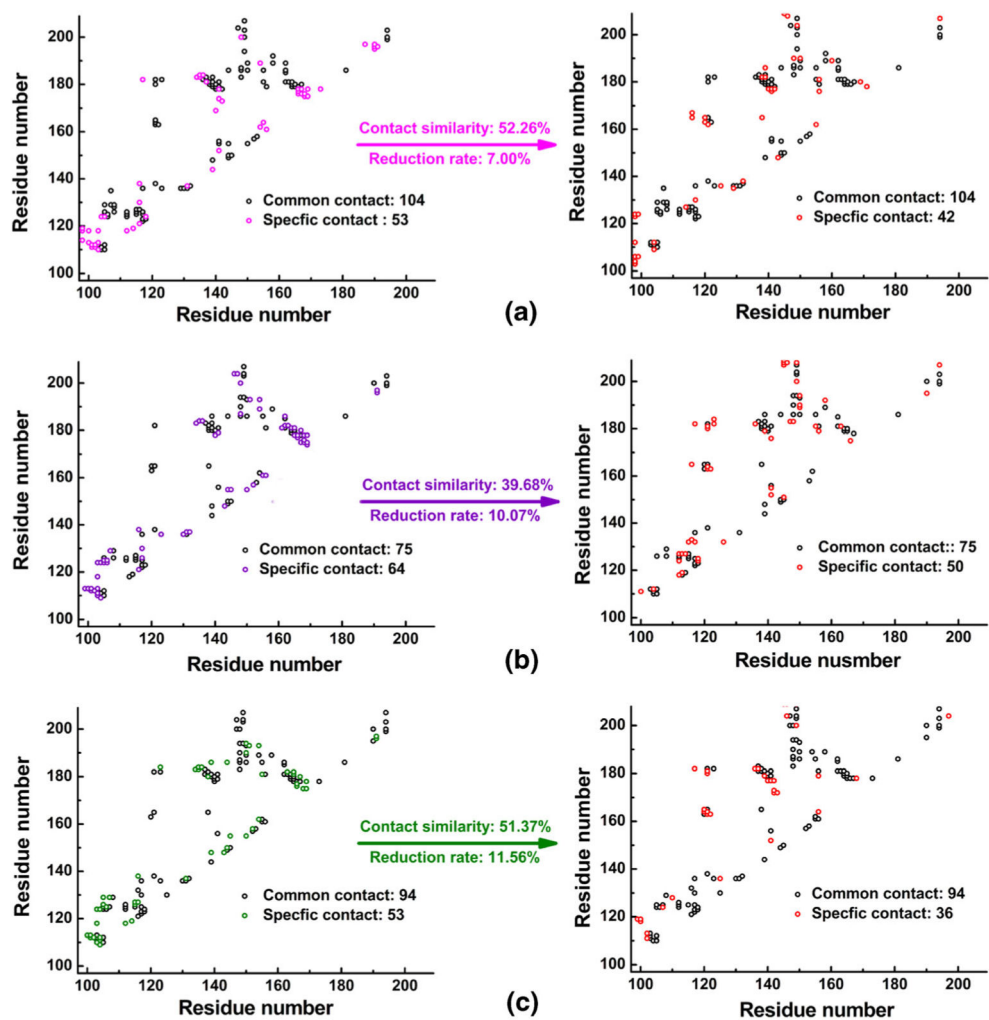 (a)
Residue number
200
180
160
140
120
100
Common contact: 104
Specfic contact : 53
100 120 140 160 180 200
Residue number
Contact similarity: 52.26%
Reduction rate: 7.00%
Residue number
200
180
160
140
120
100
Common contact: 104
Specfic contact: 42
100 120 140 160 180 200
Residue number
(b)
Residue number
200
180
160
140
120
100
Common contact: 75
Specific contact: 64
100 120 140 160 180 200
Residue number
Contact similarity: 39.68%
Reduction rate: 10.07%
Residue number
200
180
160
140
120
100
Common contact:: 75
Specific contact: 50
100 120 140 160 180 200
Residue nusmber
(c)
Residue number
200
180
160
140
120
100
Common contact: 94
Specfic contact: 53
100 120 140 160 180 200
Residue number
Contact similarity: 51.37%
Reduction rate: 11.56%
Residue number
200
180
160
140
120
100
Common contact: 94
Specfic contact: 36
100 120 140 160 180 200
Residue number